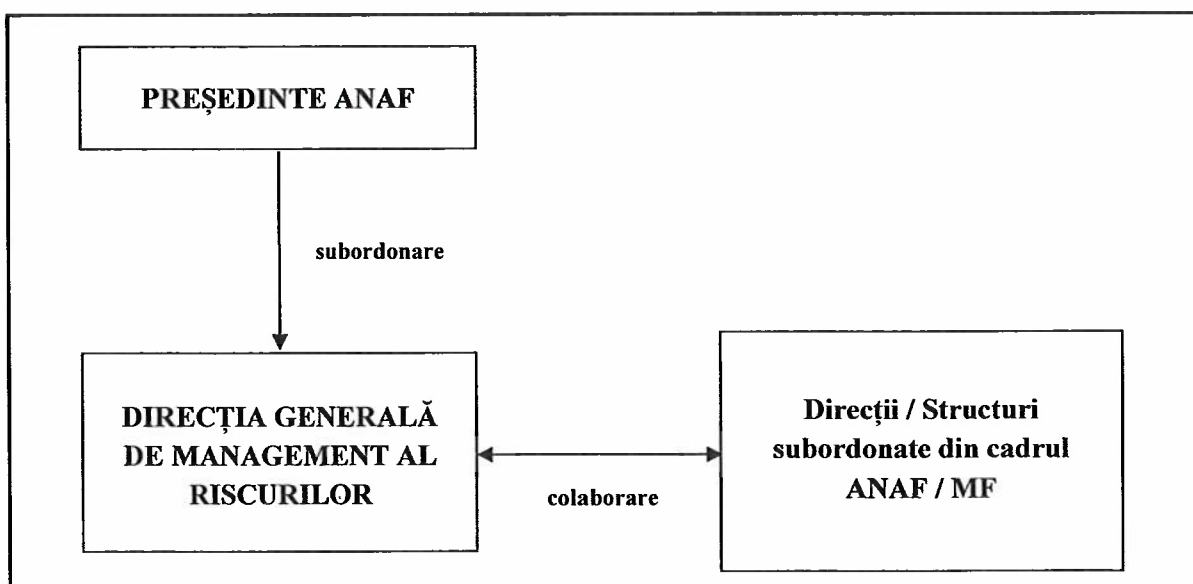 PREȘEDINTE ANAF
subordonare
DIRECȚIA GENERALĂ
DE MANAGEMENT AL
RISCURILOR
colaborare
Direcții / Structuri
subordonate din cadrul
ANAF / MF